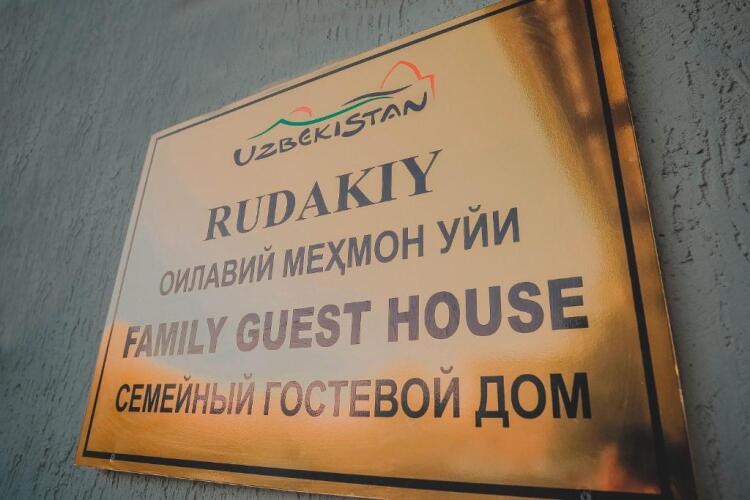 UZBEKISTAN
RUDAKIY
ОИЛАВИЙ МЕҲМОН УЙИ
FAMILY GUEST HOUSE
СЕМЕЙНЫЙ ГОСТЕВОЙ ДОМ